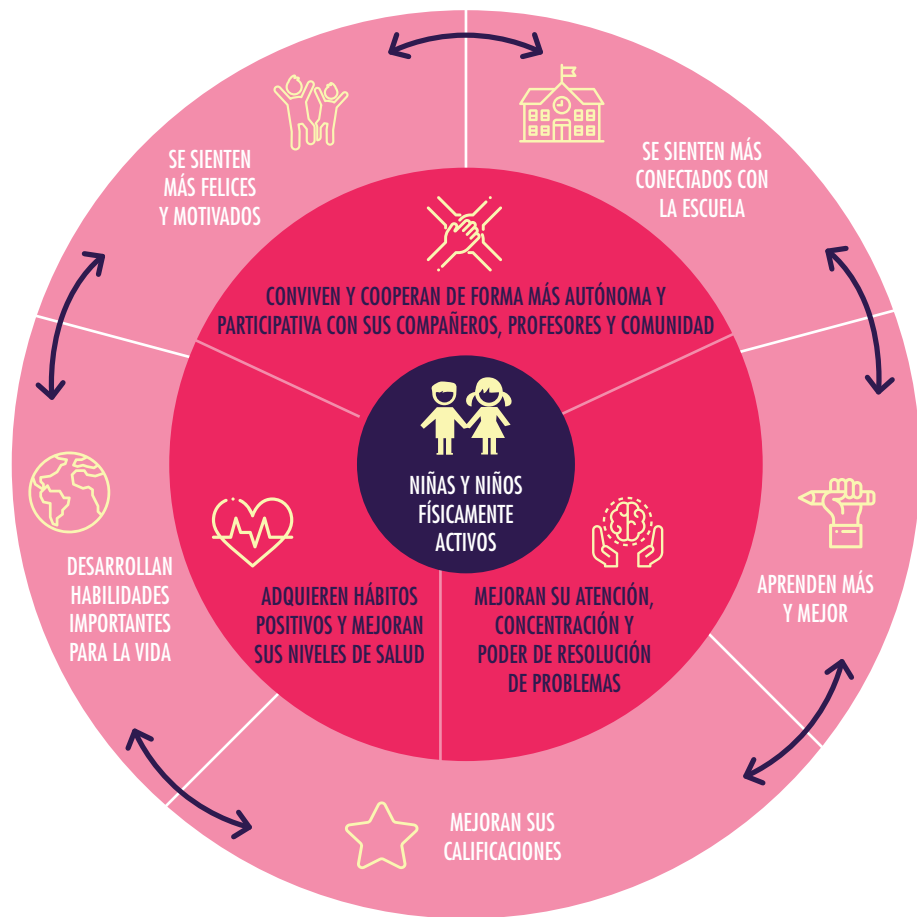 SE SIENTEN
MÁS FELICES
Y MOTIVADOS
SE SIENTEN MÁS
CONECTADOS CON
LA ESCUELA
CONVIVEN Y COOPERAN DE FORMA MÁS AUTÓNOMA Y
PARTICIPATIVA CON SUS COMPAÑEROS, PROFESORES Y COMUNIDAD
NIÑAS Y NIÑOS
FÍSICAMENTE
ACTIVOS
DESARROLLAN
HABILIDADES
IMPORTANTES
PARA LA VIDA
ADQUIEREN HÁBITOS
POSITIVOS Y MEJORAN
SUS NIVELES DE SALUD
MEJORAN SU ATENCIÓN,
CONCENTRACIÓN Y
PODER DE RESOLUCIÓN
DE PROBLEMAS
APRENDEN MÁS
Y MEJOR
MEJORAN SUS
CALIFICACIONES